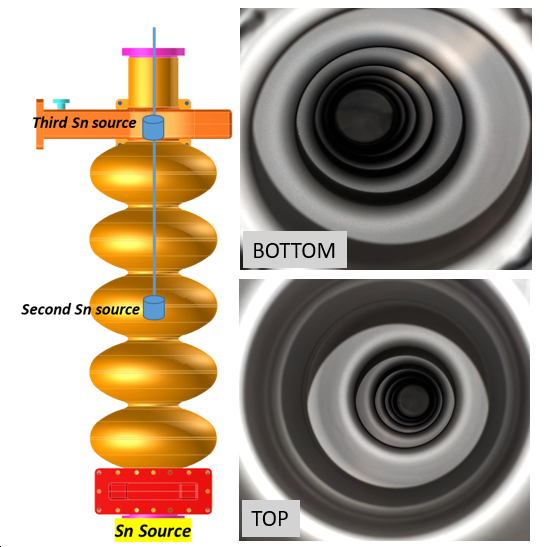 Third Sn source
Second Sn source
Sn Source
BOTTOM
TOP